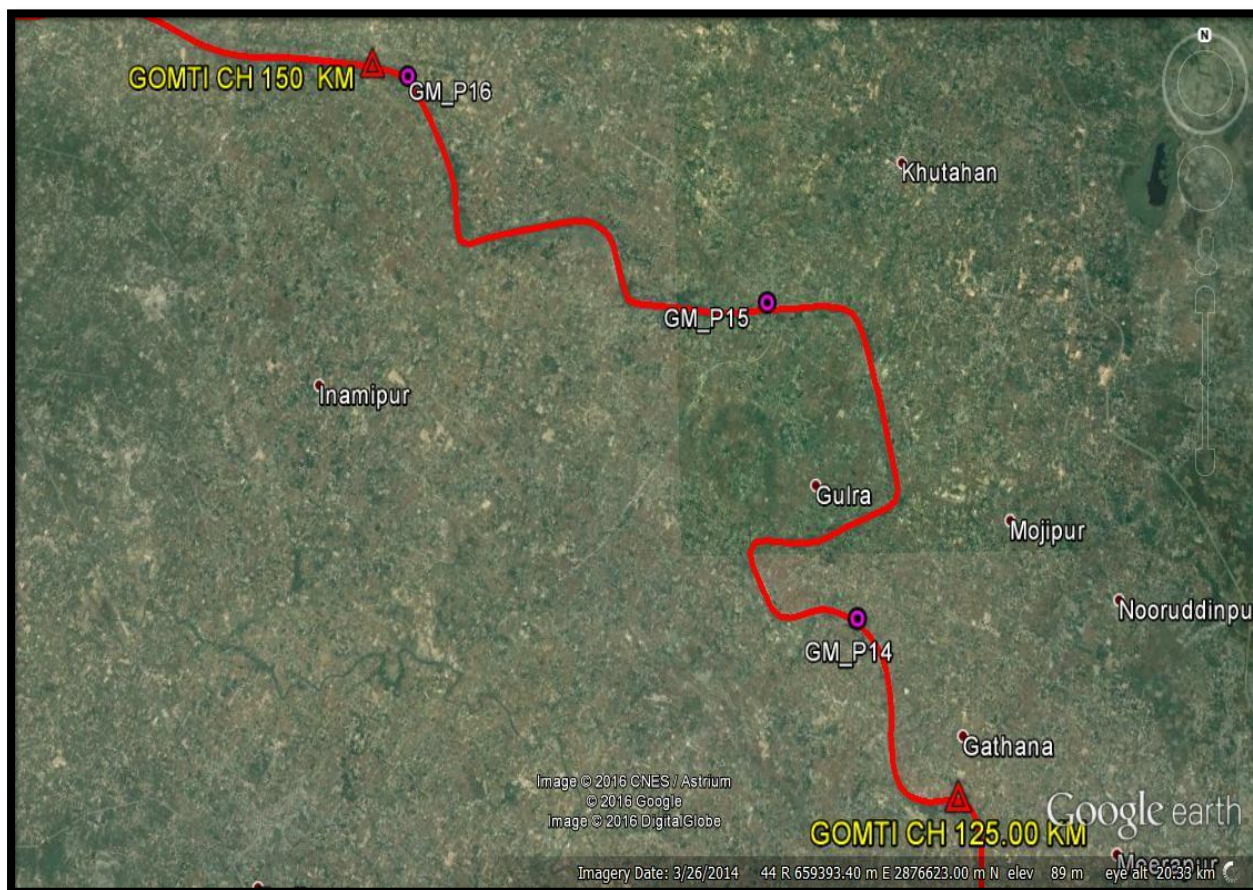 N
GOMTI CH 150 KM
GM_P16
Khutahan
GM_P15
Inamipur
Gulra
Mojipur
Nooruddinpu
GM_P14
Gathana
Image © 2016 CNES / Astrium
© 2016 Google
Image © 2016 DigitalGlobe
Google earth
GOMTI CH 125.00 KM
Meerapur
Imagery Date: 3/26/2014 44 R 659393.40 m E 2876623.00 m N elev 89 m eye alt 20.33 km